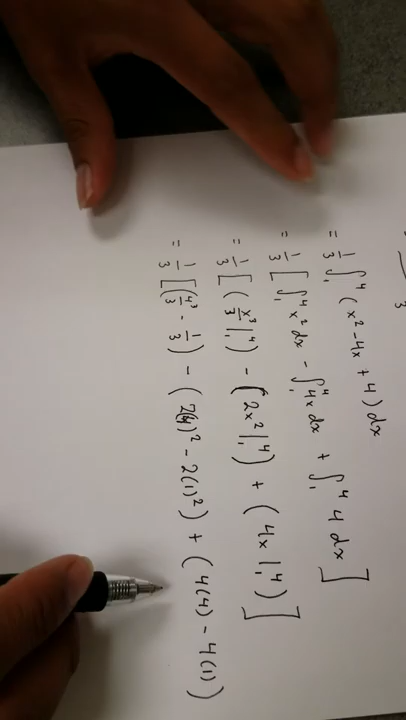 3
= 1/3 ∫₁⁴ (x² - 4x + 4) dx
= 1/3 [ ∫₁⁴ x² dx - ∫₁⁴ 4x dx + ∫₁⁴ 4 dx ]
= 1/3 [ ( x³/3 |₁⁴ ) - ( 2x² |₁⁴ ) + ( 4x |₁⁴ ) ]
= 1/3 [ ( 4³/3 - 1/3 ) - ( 2(4)² - 2(1)² ) + ( 4(4) - 4(1) )